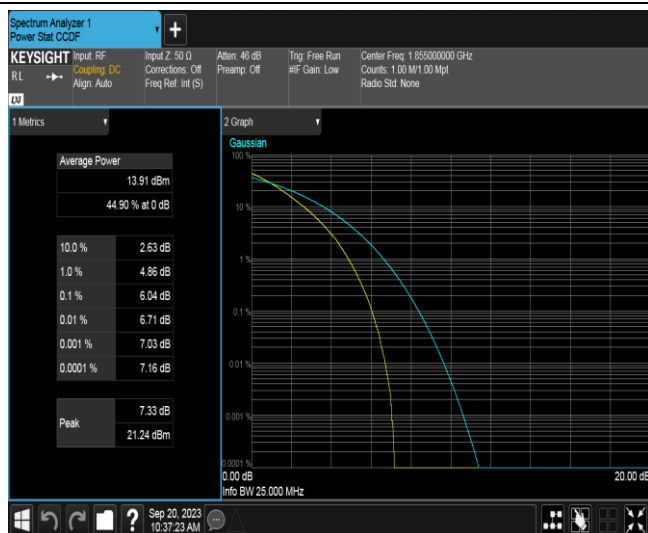 Spectrum Analyzer 1
Power Stat CCDF
+
KEYSIGHT
RL
Input: RF
Coupling: DC
Align: Auto
Input Z: 50 Ω
Corrections: Off
Freq Ref: Int (S)
Atten: 46 dB
Preamp: Off
Trig: Free Run
#IF Gain: Low
Center Freq: 1.855000000 GHz
Counts: 1.00 M/1.00 Mpt
Radio Std: None
LXI
1 Metrics
Average Power
13.91 dBm
44.90 % at 0 dB
10.0 % 2.63 dB
1.0 % 4.86 dB
0.1 % 6.04 dB
0.01 % 6.71 dB
0.001 % 7.03 dB
0.0001 % 7.16 dB
Peak
7.33 dB
21.24 dBm
2 Graph
Gaussian
100 %
10 %
1 %
0.1 %
0.01 %
0.001 %
0.0001 %
0.00 dB
20.00 dB
Info BW 25.000 MHz
?
Sep 20, 2023
10:37:23 AM